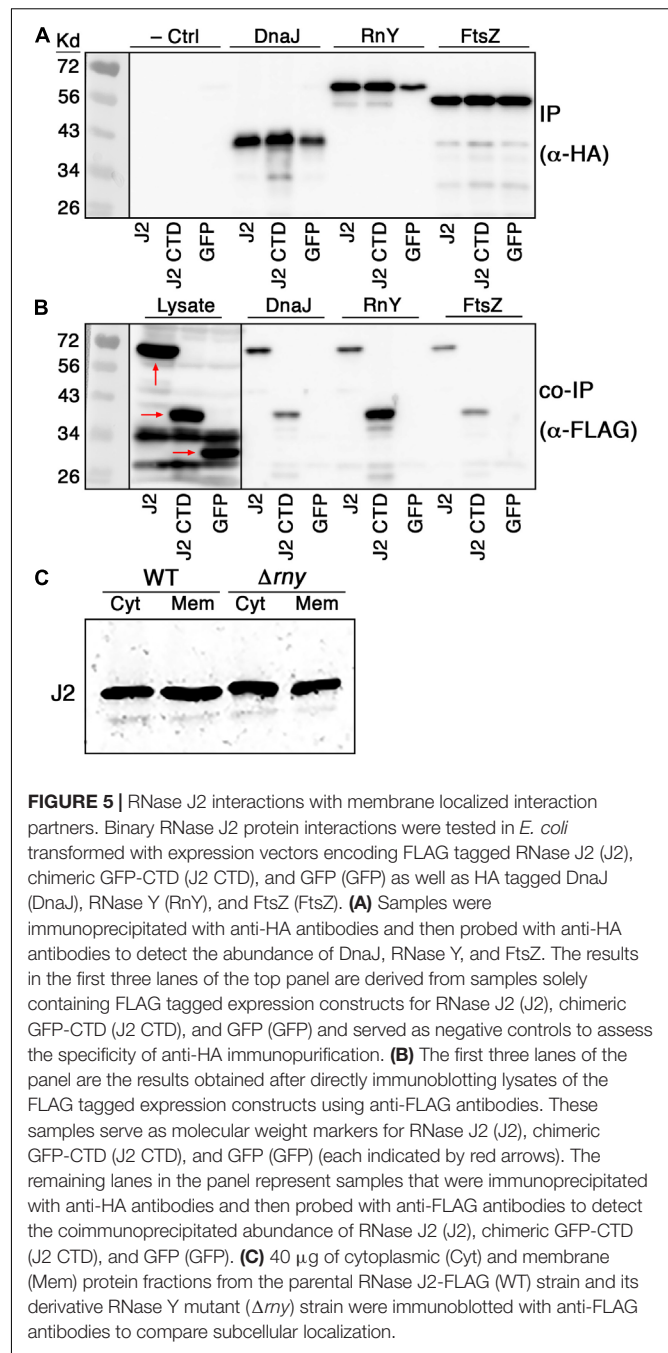 A Kd – Ctrl DnaJ RnY FtsZ
72
56
43
34
26
IP
(α-HA)
J2 J2 CTD GFP J2 J2 CTD GFP J2 J2 CTD GFP J2 J2 CTD GFP
B Lysate DnaJ RnY FtsZ
72
56
43
34
26
co-IP
(α-FLAG)
J2 J2 CTD GFP J2 J2 CTD GFP J2 J2 CTD GFP J2 J2 CTD GFP
C WT Δrny
Cyt Mem Cyt Mem
J2
FIGURE 5 | RNase J2 interactions with membrane localized interaction
partners. Binary RNase J2 protein interactions were tested in E. coli
transformed with expression vectors encoding FLAG tagged RNase J2 (J2),
chimeric GFP-CTD (J2 CTD), and GFP (GFP) as well as HA tagged DnaJ
(DnaJ), RNase Y (RnY), and FtsZ (FtsZ). (A) Samples were
immunoprecipitated with anti-HA antibodies and then probed with anti-HA
antibodies to detect the abundance of DnaJ, RNase Y, and FtsZ. The results
in the first three lanes of the top panel are derived from samples solely
containing FLAG tagged expression constructs for RNase J2 (J2), chimeric
GFP-CTD (J2 CTD), and GFP (GFP) and served as negative controls to assess
the specificity of anti-HA immunopurification. (B) The first three lanes of the
panel are the results obtained after directly immunoblotting lysates of the
FLAG tagged expression constructs using anti-FLAG antibodies. These
samples serve as molecular weight markers for RNase J2 (J2), chimeric
GFP-CTD (J2 CTD), and GFP (GFP) (each indicated by red arrows). The
remaining lanes in the panel represent samples that were immunoprecipitated
with anti-HA antibodies and then probed with anti-FLAG antibodies to detect
the coimmunoprecipitated abundance of RNase J2 (J2), chimeric GFP-CTD
(J2 CTD), and GFP (GFP). (C) 40 μg of cytoplasmic (Cyt) and membrane
(Mem) protein fractions from the parental RNase J2-FLAG (WT) strain and its
derivative RNase Y mutant (Δrny) strain were immunoblotted with anti-FLAG
antibodies to compare subcellular localization.